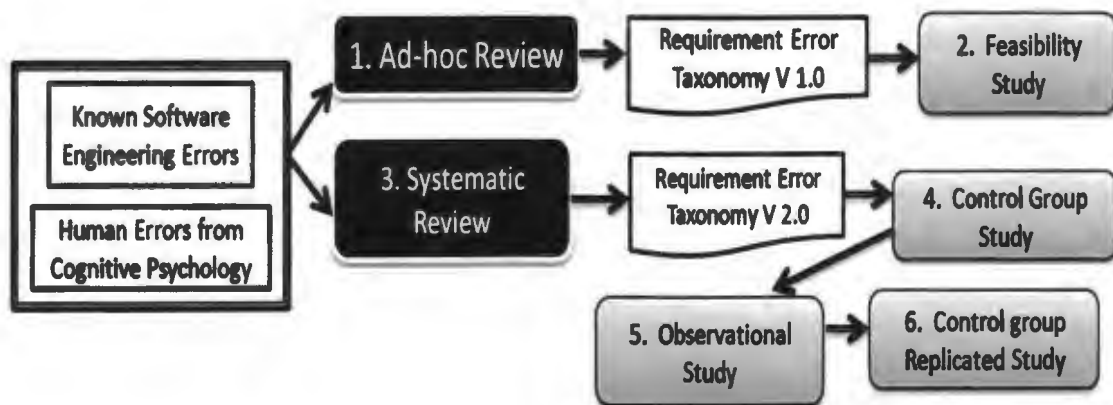 Known Software
Engineering Errors
Human Errors from
Cognitive Psychology
1. Ad-hoc Review
Requirement Error
Taxonomy V 1.0
2. Feasibility
Study
3. Systematic
Review
Requirement Error
Taxonomy V 2.0
4. Control Group
Study
5. Observational
Study
6. Control group
Replicated Study